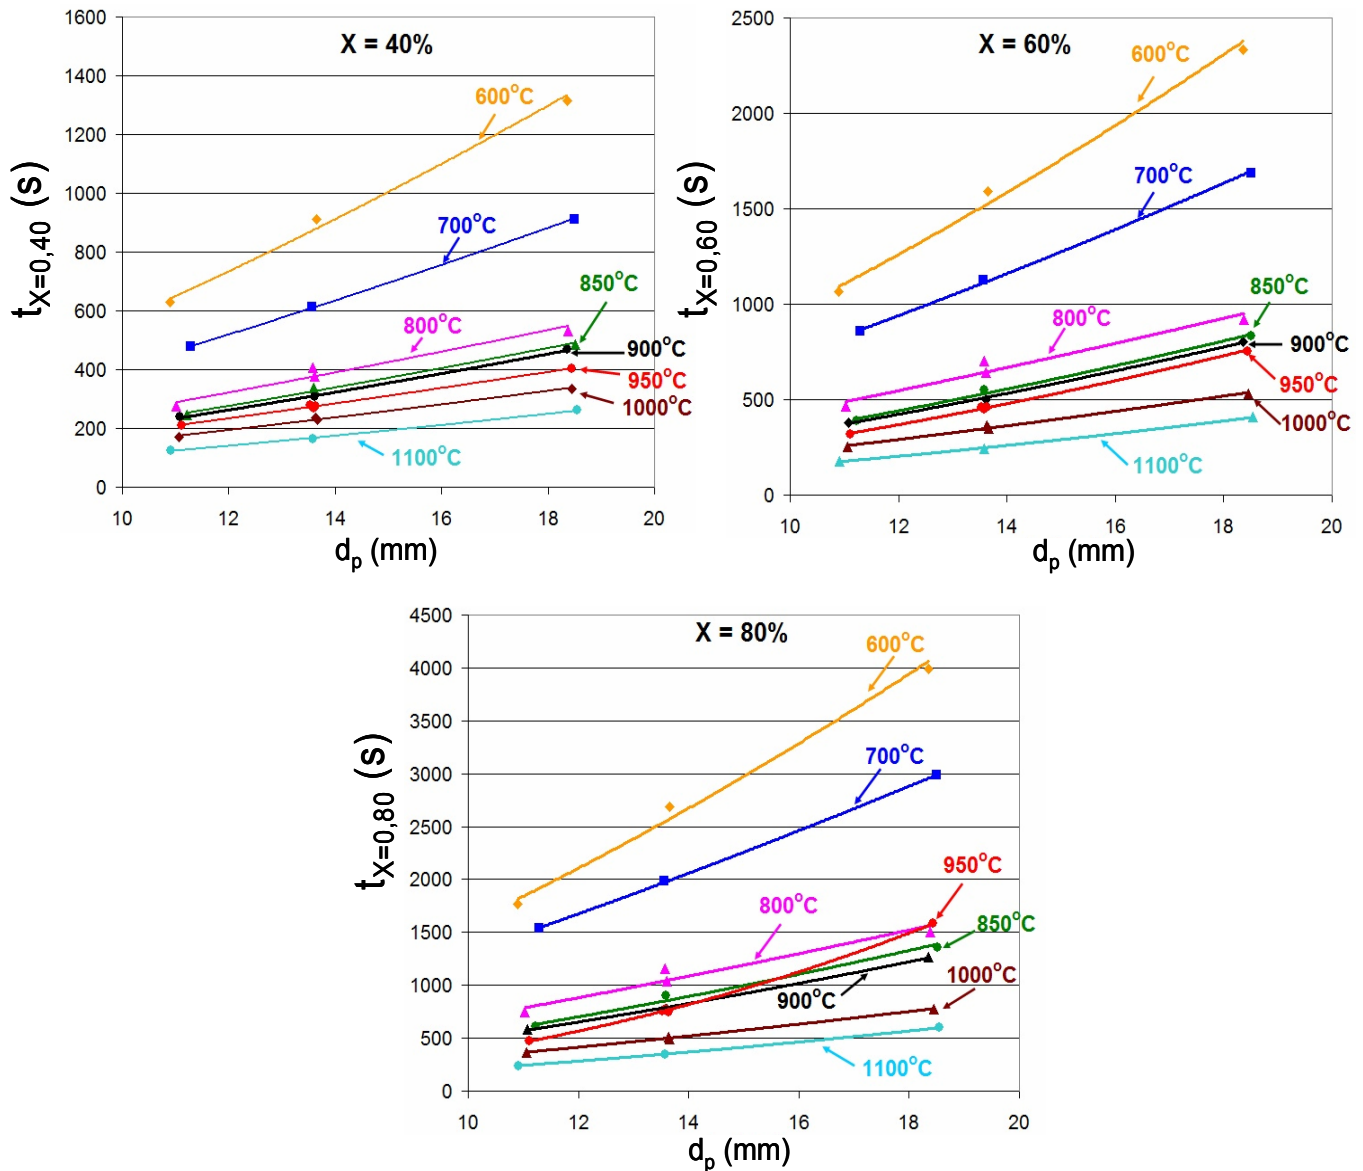 X = 40%
1600
1400
1200
1000
800
600
400
200
0
10 12 14 16 18 20
t_X=0,40 (s)
d_p (mm)
600°C
700°C
850°C
800°C
900°C
950°C
1000°C
1100°C
X = 60%
2500
2000
1500
1000
500
0
10 12 14 16 18 20
t_X=0,60 (s)
d_p (mm)
600°C
700°C
850°C
800°C
900°C
950°C
1000°C
1100°C
X = 80%
4500
4000
3500
3000
2500
2000
1500
1000
500
0
10 12 14 16 18 20
t_X=0,80 (s)
d_p (mm)
600°C
700°C
950°C
800°C
850°C
1000°C
900°C
1100°C